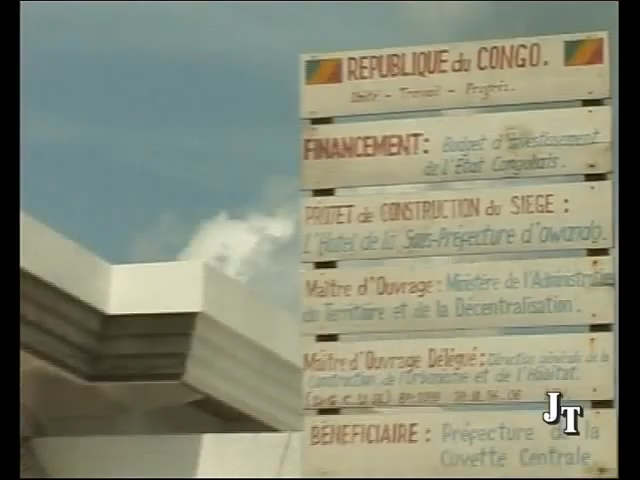 REPUBLIQUE du CONGO.
Unité - Travail - Progrès.
FINANCEMENT: Budget d'investissement
de l'Etat Congolais.
PROJET de CONSTRUCTION du SIEGE :
L'Hotel de la Sous-Préfecture d'Owando.
Maître d'Ouvrage : Ministère de l'Administration
du Territoire et de la Décentralisation.
Maître d'Ouvrage Délégué : Direction générale de la
Construction de l'Urbanisme et de l'Habitat.
BÉNÉFICIAIRE : Préfecture de la
Cuvette Centrale
JT